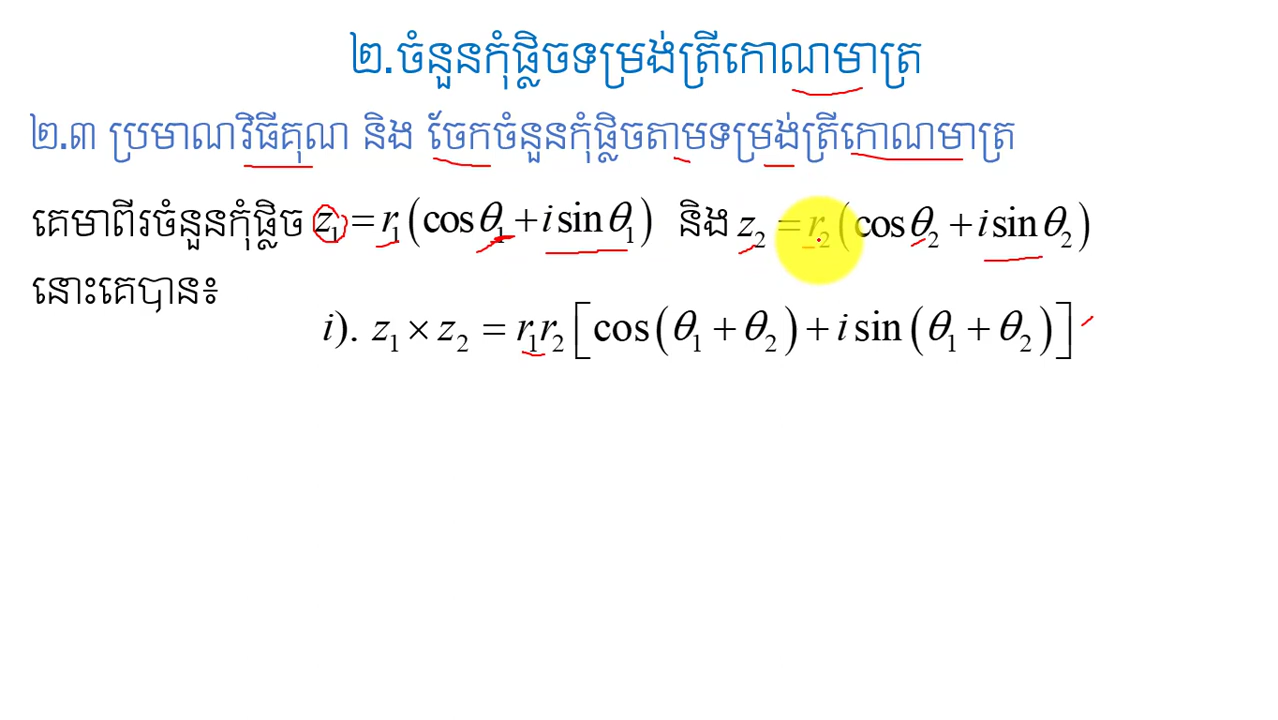 ២.ចំនួនកុំផ្លិចទម្រង់ត្រីកោណមាត្រ
២.៣ ប្រមាណវិធីគុណ និង ចែកចំនួនកុំផ្លិចតាមទម្រង់ត្រីកោណមាត្រ
គេមាពីរចំនួនកុំផ្លិច z₁ = r₁(cosθ₁ + i sinθ₁) និង z₂ = r₂(cosθ₂ + i sinθ₂)
នោះគេបាន៖
i). z₁ × z₂ = r₁r₂[cos(θ₁ + θ₂) + i sin(θ₁ + θ₂)]